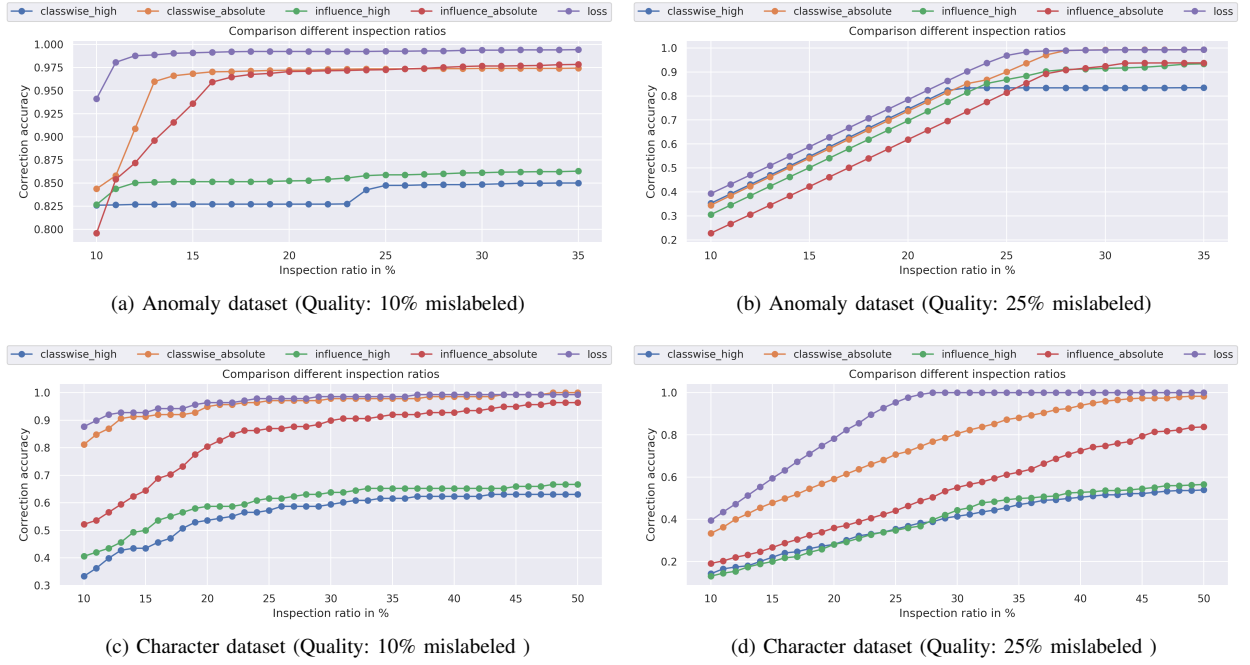 classwise_high classwise_absolute influence_high influence_absolute loss
Comparison different inspection ratios
Correction accuracy
1.000
0.975
0.950
0.925
0.900
0.875
0.850
0.825
0.800
10 15 20 25 30 35
Inspection ratio in %
(a) Anomaly dataset (Quality: 10% mislabeled)
classwise_high classwise_absolute influence_high influence_absolute loss
Comparison different inspection ratios
Correction accuracy
1.0
0.9
0.8
0.7
0.6
0.5
0.4
0.3
0.2
10 15 20 25 30 35
Inspection ratio in %
(b) Anomaly dataset (Quality: 25% mislabeled)
classwise_high classwise_absolute influence_high influence_absolute loss
Comparison different inspection ratios
Correction accuracy
1.0
0.9
0.8
0.7
0.6
0.5
0.4
0.3
10 15 20 25 30 35 40 45 50
Inspection ratio in %
(c) Character dataset (Quality: 10% mislabeled )
classwise_high classwise_absolute influence_high influence_absolute loss
Comparison different inspection ratios
Correction accuracy
1.0
0.8
0.6
0.4
0.2
10 15 20 25 30 35 40 45 50
Inspection ratio in %
(d) Character dataset (Quality: 25% mislabeled )